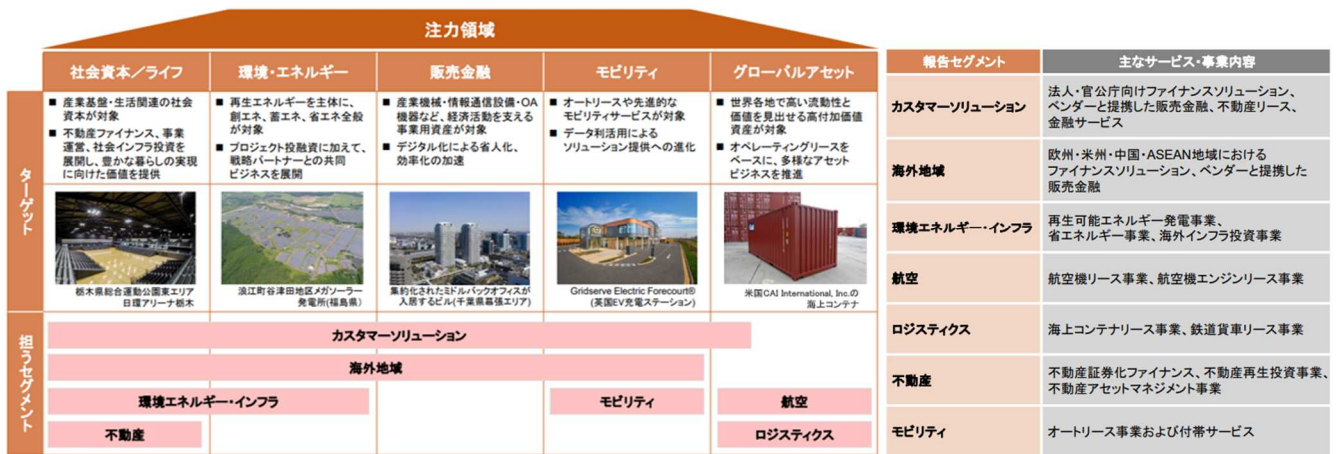 注力領域
社会資本／ライフ
環境・エネルギー
販売金融
モビリティ
グローバルアセット
ターゲット
■ 産業基盤・生活関連の社会
資本が対象
■ 不動産ファイナンス、事業
運営、社会インフラ投資を
展開し、豊かな暮らしの実現
に向けた価値を提供
■ 再生エネルギーを主体に、
創エネ、蓄エネ、省エネ全般
が対象
■ プロジェクト投融資に加えて、
戦略パートナーとの共同
ビジネスを展開
■ 産業機械・情報通信設備・OA
機器など、経済活動を支える
事業用資産が対象
■ デジタル化による省人化、
効率化の加速
■ オートリースや先進的な
モビリティサービスが対象
■ データ利活用による
ソリューション提供への進化
■ 世界各地で高い流動性と
価値を見出せる高付加価値
資産が対象
■ オペレーティングリースを
ベースに、多様なアセット
ビジネスを推進
栃木県総合運動公園東エリア
日環アリーナ栃木
浪江町谷津田地区メガソーラー
発電所(福島県)
集約化されたミドルバックオフィスが
入居するビル(千葉県幕張エリア)
Gridserve Electric Forecourt®
(英国EV充電ステーション)
米国CAI International, Inc.の
海上コンテナ
担うセグメント
カスタマーソリューション
海外地域
環境エネルギー・インフラ
モビリティ
航空
不動産
ロジスティクス
報告セグメント
主なサービス・事業内容
カスタマーソリューション
法人・官公庁向けファイナンスソリューション、
ベンダーと提携した販売金融、不動産リース、
金融サービス
海外地域
欧州・米州・中国・ASEAN地域における
ファイナンスソリューション、ベンダーと提携した
販売金融
環境エネルギー・インフラ
再生可能エネルギー発電事業、
省エネルギー事業、海外インフラ投資事業
航空
航空機リース事業、航空機エンジンリース事業
ロジスティクス
海上コンテナリース事業、鉄道貨車リース事業
不動産
不動産証券化ファイナンス、不動産再生投資事業、
不動産アセットマネジメント事業
モビリティ
オートリース事業および付帯サービス